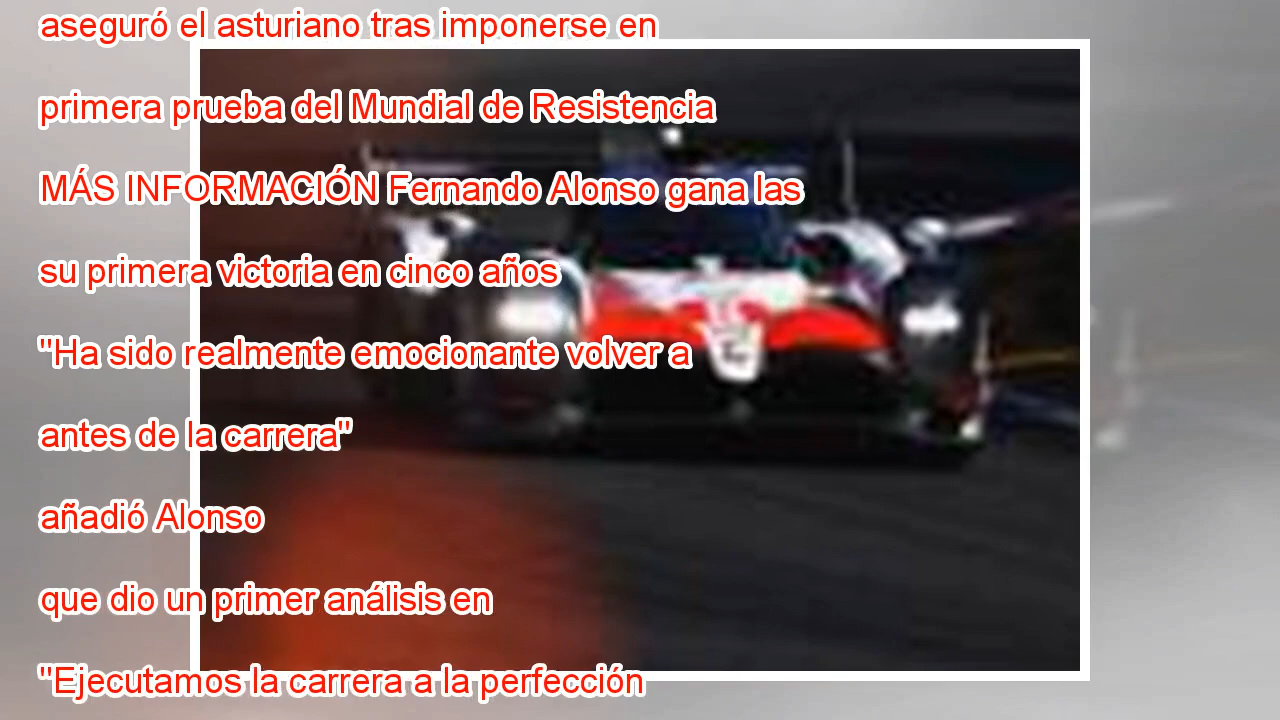 aseguró el asturiano tras imponerse en
primera prueba del Mundial de Resistencia
MÁS INFORMACIÓN Fernando Alonso gana las
su primera victoria en cinco años
"Ha sido realmente emocionante volver a
antes de la carrera"
añadió Alonso
que dio un primer análisis en
"Ejecutamos la carrera a la perfección